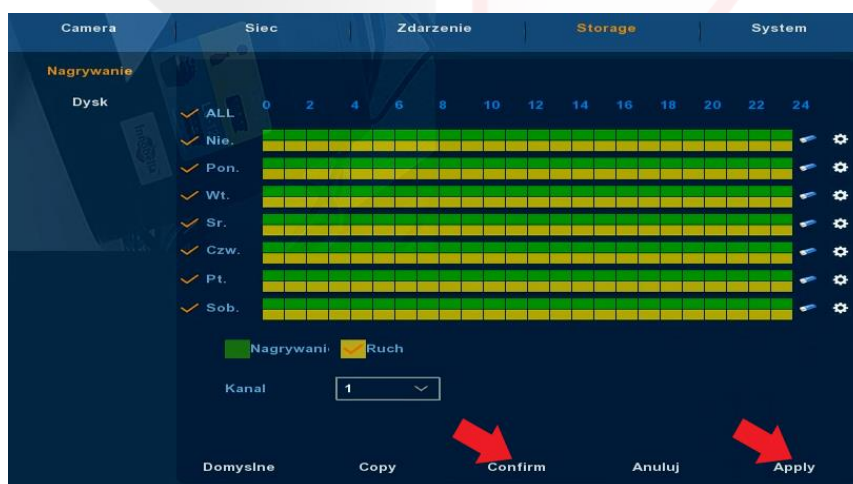 Camera Siec Zdarzenie Storage System
Nagrywanie
Dysk
ALL 0 2 4 6 8 10 12 14 16 18 20 22 24
Nie.
Pon.
Wt.
Sr.
Czw.
Pt.
Sob.
Nagrywani Ruch
Kanal 1
Domyslne Copy Confirm Anuluj Apply